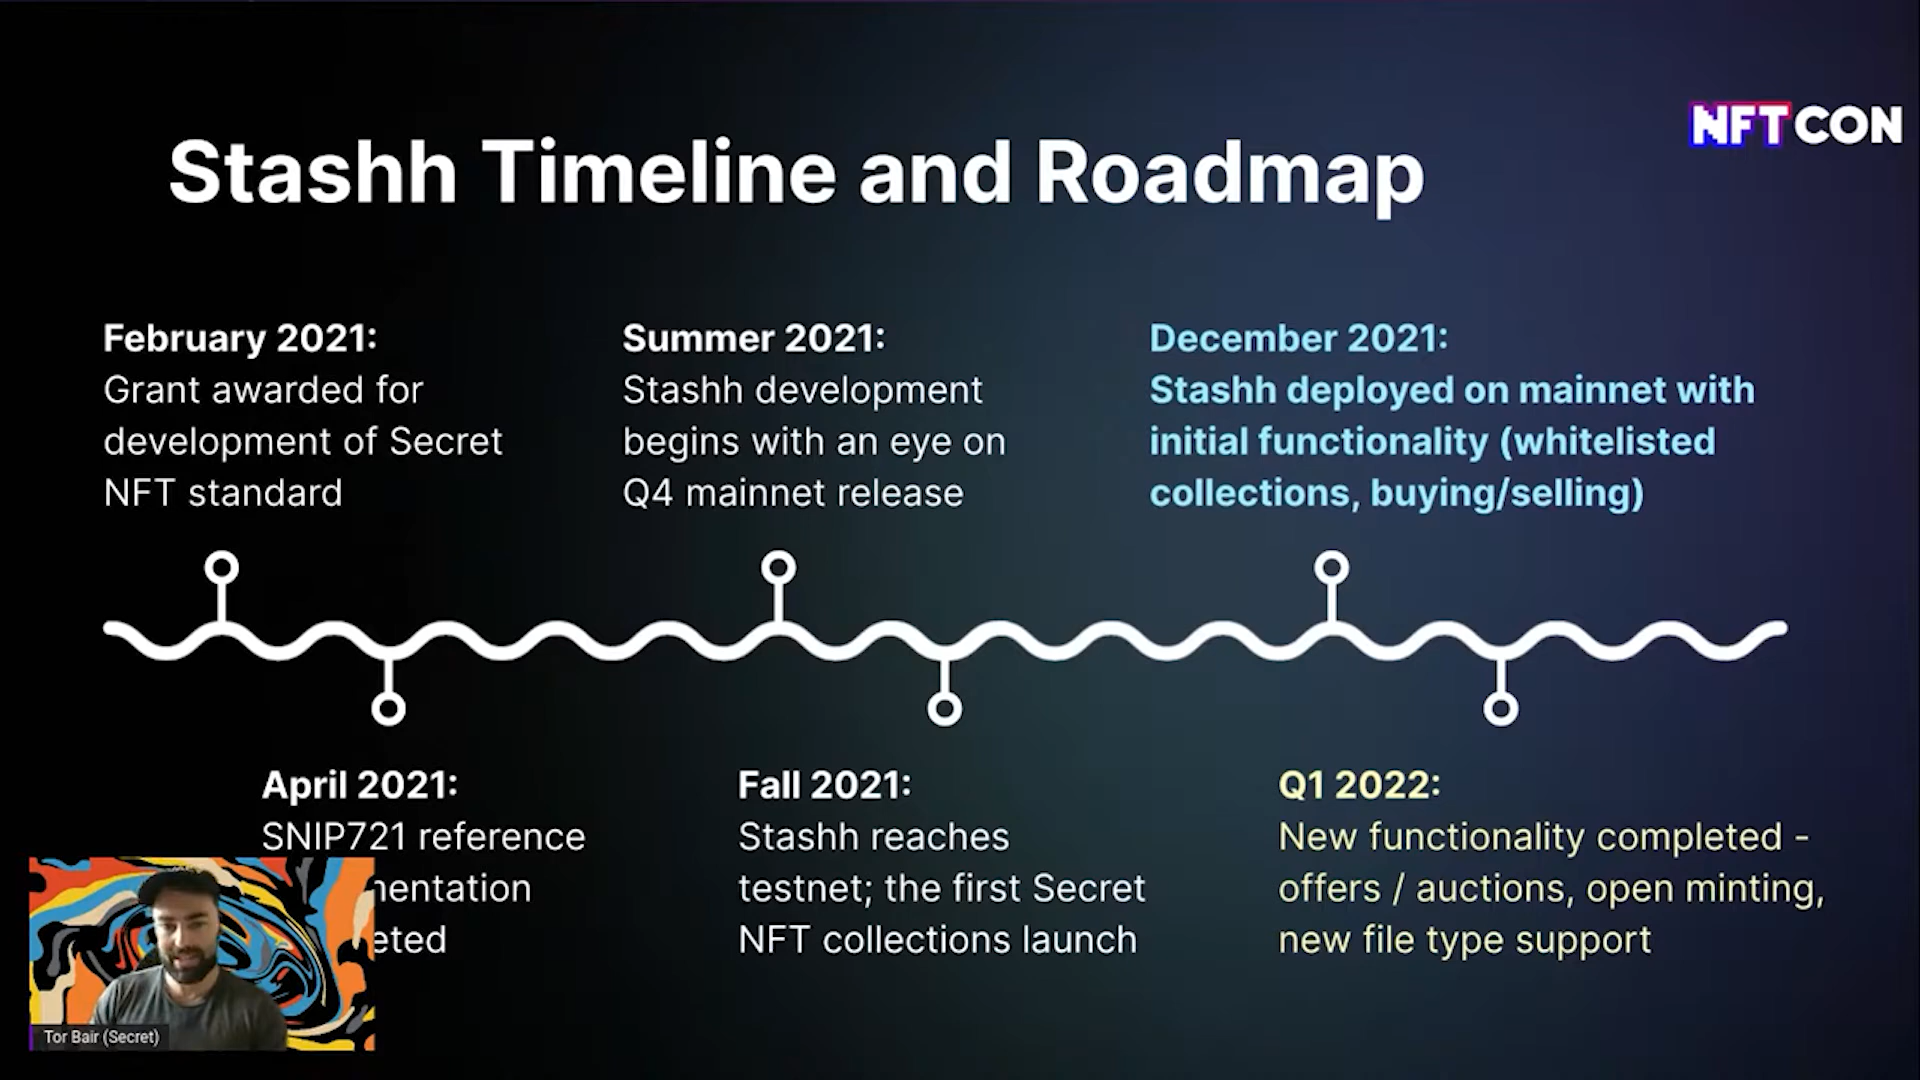 NFT CON
Stashh Timeline and Roadmap
February 2021:
Grant awarded for
development of Secret
NFT standard
Summer 2021:
Stashh development
begins with an eye on
Q4 mainnet release
December 2021:
Stashh deployed on mainnet with
initial functionality (whitelisted
collections, buying/selling)
April 2021:
SNIP721 reference
mentation
eted
Fall 2021:
Stashh reaches
testnet; the first Secret
NFT collections launch
Q1 2022:
New functionality completed -
offers / auctions, open minting,
new file type support
Tor Bair (Secret)